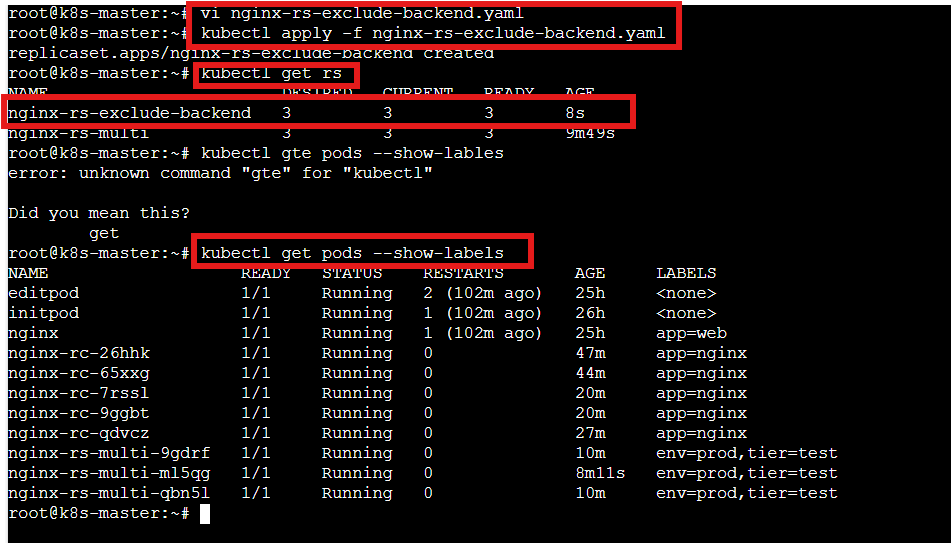 root@k8s-master:~# vi nginx-rs-exclude-backend.yaml
root@k8s-master:~# kubectl apply -f nginx-rs-exclude-backend.yaml
replicaset.apps/nginx-rs-exclude-backend created
root@k8s-master:~# kubectl get rs
NAME DESIRED CURRENT READY AGE
nginx-rs-exclude-backend 3 3 3 8s
nginx-rs-multi 3 3 3 9m49s
root@k8s-master:~# kubectl gte pods --show-lables
error: unknown command "gte" for "kubectl"
Did you mean this?
get
root@k8s-master:~# kubectl get pods --show-labels
NAME READY STATUS RESTARTS AGE LABELS
editpod 1/1 Running 2 (102m ago) 25h <none>
initpod 1/1 Running 1 (102m ago) 26h <none>
nginx 1/1 Running 1 (102m ago) 25h app=web
nginx-rc-26hhk 1/1 Running 0 47m app=nginx
nginx-rc-65xxg 1/1 Running 0 44m app=nginx
nginx-rc-7rssl 1/1 Running 0 20m app=nginx
nginx-rc-9ggbt 1/1 Running 0 20m app=nginx
nginx-rc-qdvcz 1/1 Running 0 27m app=nginx
nginx-rs-multi-9gdrf 1/1 Running 0 10m env=prod,tier=test
nginx-rs-multi-ml5qg 1/1 Running 0 8m11s env=prod,tier=test
nginx-rs-multi-qbn5l 1/1 Running 0 10m env=prod,tier=test
root@k8s-master:~#